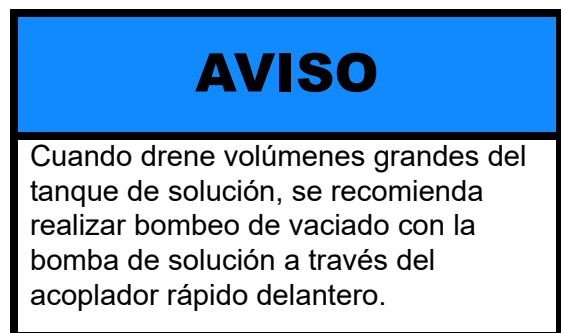 AVISO
Cuando drene volúmenes grandes del
tanque de solución, se recomienda
realizar bombeo de vaciado con la
bomba de solución a través del
acoplador rápido delantero.